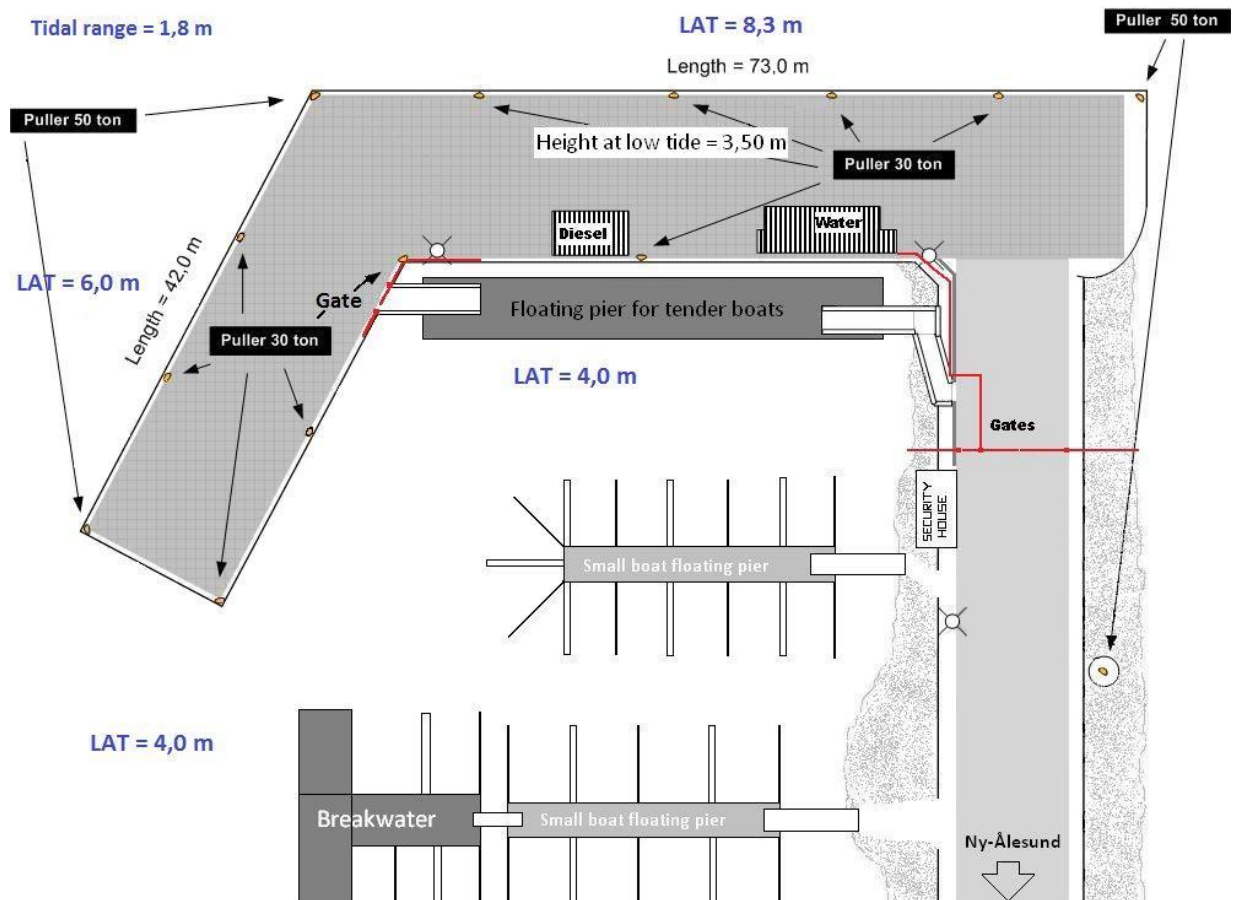 Tidal range = 1,8 m
LAT = 8,3 m
Puller 50 ton
Length = 73,0 m
Puller 50 ton
Height at low tide = 3,50 m
Puller 30 ton
Diesel
Water
LAT = 6,0 m
Length = 42,0 m
Gate
Floating pier for tender boats
Puller 30 ton
LAT = 4,0 m
Gates
SECURITY
HOUSE
Small boat floating pier
LAT = 4,0 m
Breakwater
Small boat floating pier
Ny-Ålesund